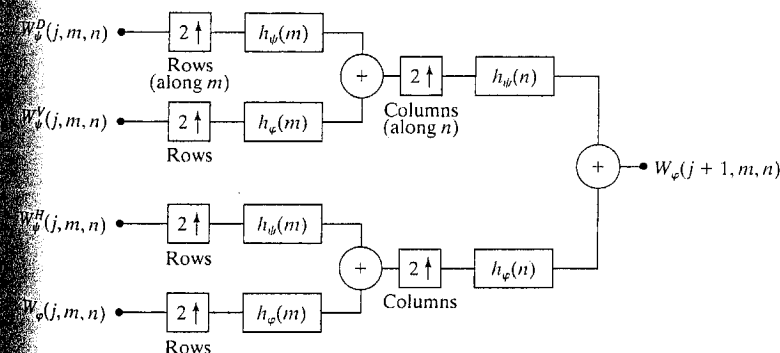 W_ψ^D(j, m, n)
2↑
h_ψ(m)
Rows
(along m)
W_ψ^V(j, m, n)
2↑
h_φ(m)
Rows
+
2↑
h_ψ(n)
Columns
(along n)
W_ψ^H(j, m, n)
2↑
h_ψ(m)
Rows
W_φ(j, m, n)
2↑
h_φ(m)
Rows
+
2↑
h_φ(n)
Columns
+
W_φ(j + 1, m, n)